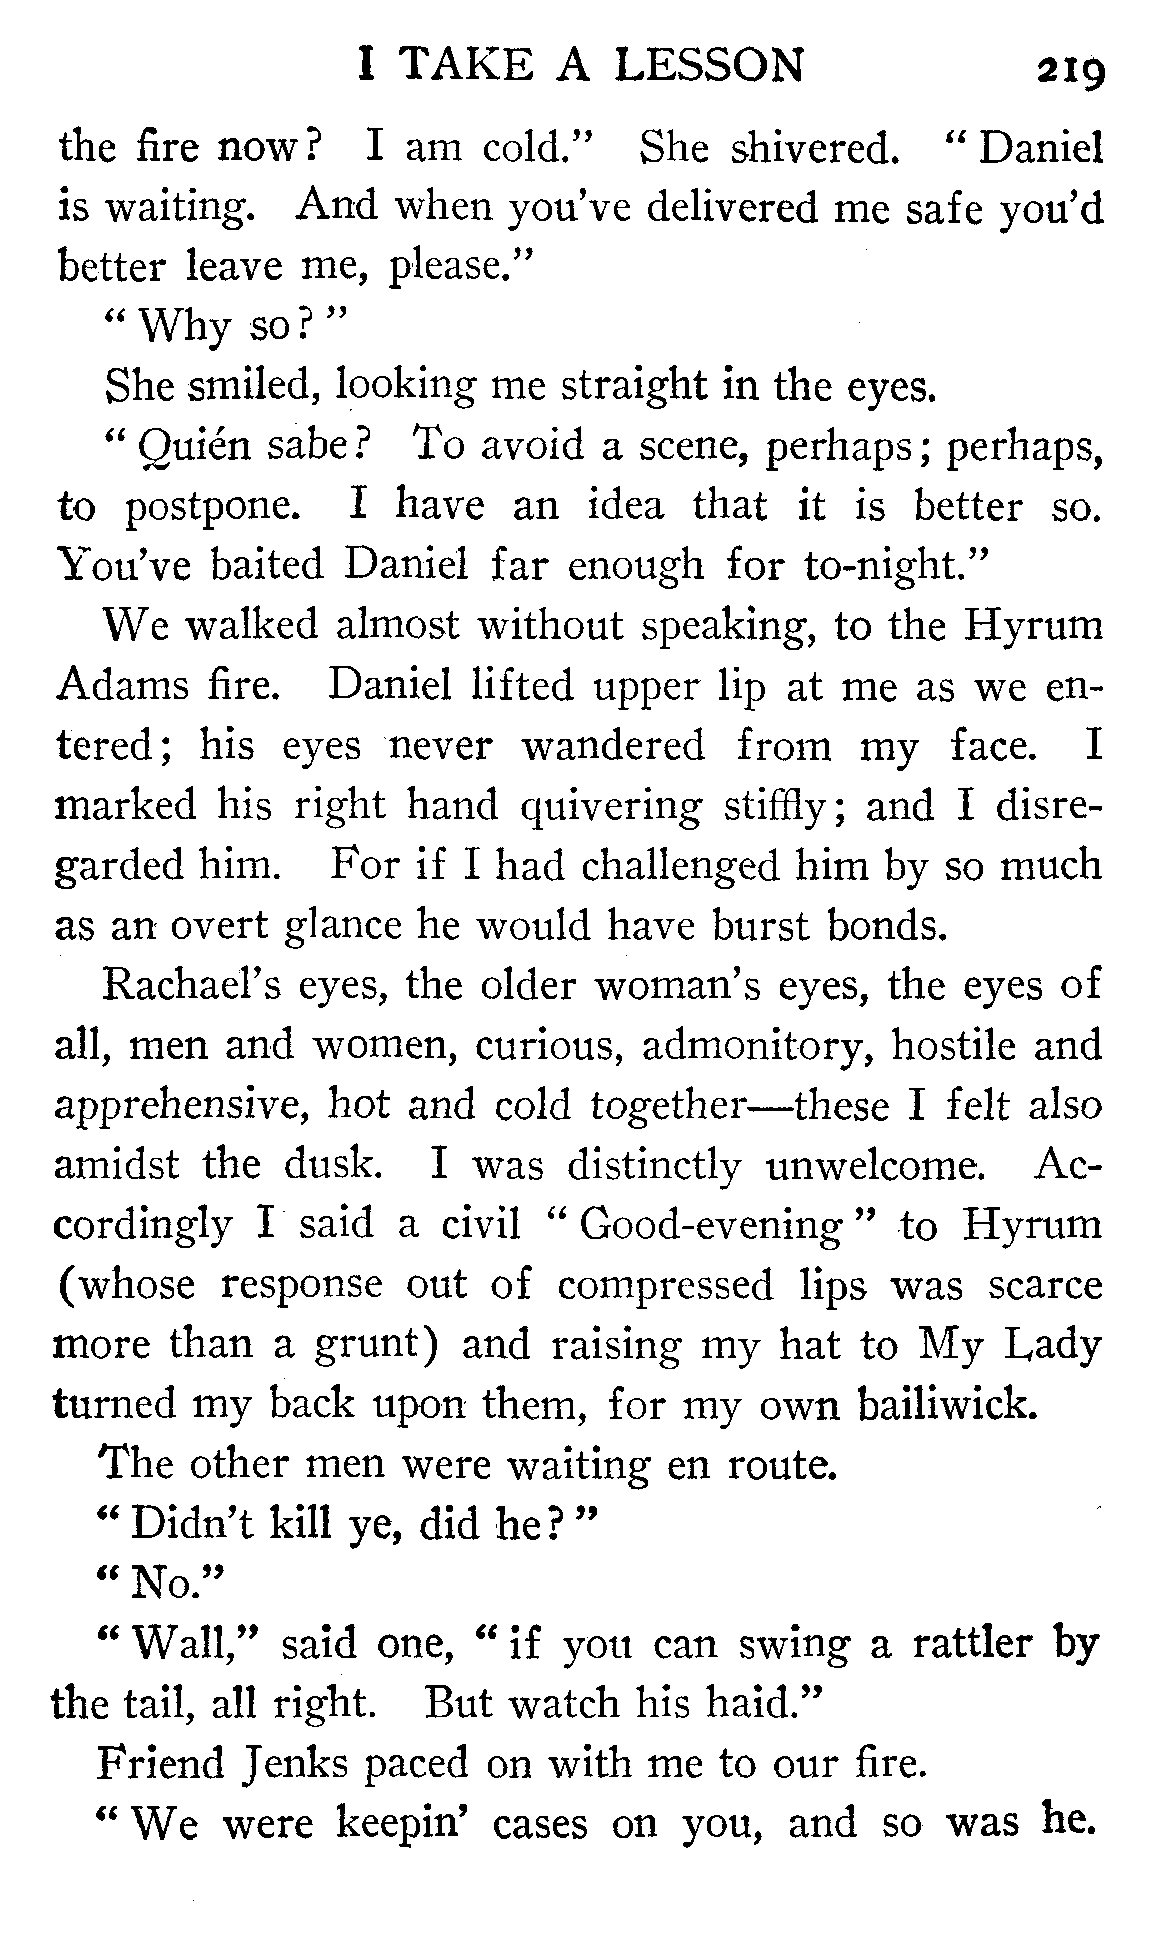 I TAKE A LESSON 219
the fire now? I am cold.” She shivered. “ Daniel
is waiting. And when you've delivered me safe you'd
better leave me, please.”
“ Why so? ”
She smiled, looking me straight in the eyes.
“ Quién sabe? To avoid a scene, perhaps; perhaps,
to postpone. I have an idea that it is better so.
You've baited Daniel far enough for to-night.”
We walked almost without speaking, to the Hyrum
Adams fire. Daniel lifted upper lip at me as we en-
tered; his eyes never wandered from my face. I
marked his right hand quivering stiffly; and I disre-
garded him. For if I had challenged him by so much
as an overt glance he would have burst bonds.
Rachael's eyes, the older woman's eyes, the eyes of
all, men and women, curious, admonitory, hostile and
apprehensive, hot and cold together—these I felt also
amidst the dusk. I was distinctly unwelcome. Ac-
cordingly I said a civil “ Good-evening ” to Hyrum
(whose response out of compressed lips was scarce
more than a grunt) and raising my hat to My Lady
turned my back upon them, for my own bailiwick.
The other men were waiting en route.
“ Didn't kill ye, did he? ”
“ No.”
“ Wall,” said one, “ if you can swing a rattler by
the tail, all right. But watch his haid.”
Friend Jenks paced on with me to our fire.
“ We were keepin' cases on you, and so was he.